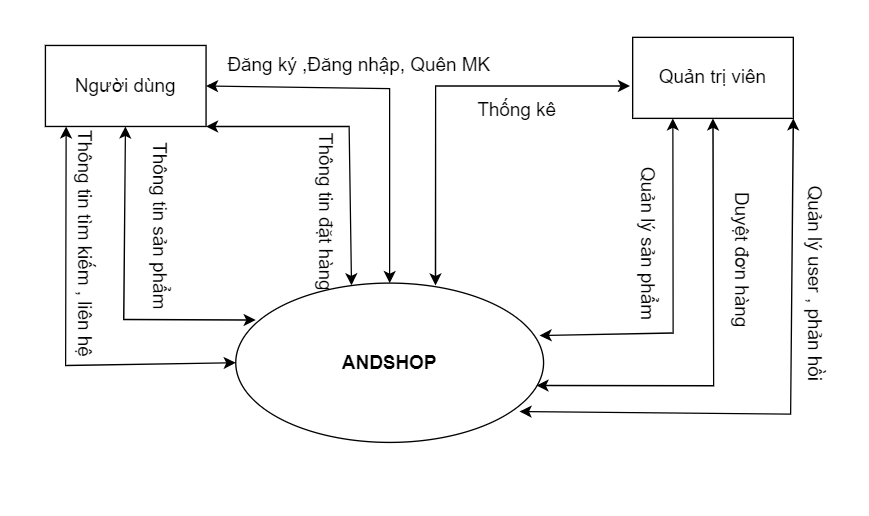 Người dùng
Đăng ký ,Đăng nhập, Quên MK
Quản trị viên
Thống kê
Thông tin tìm kiếm , liên hệ
Thông tin sản phẩm
Thông tin đặt hàng
Quản lý sản phẩm
Duyệt đơn hàng
Quản lý user , phản hồi
ANDSHOP